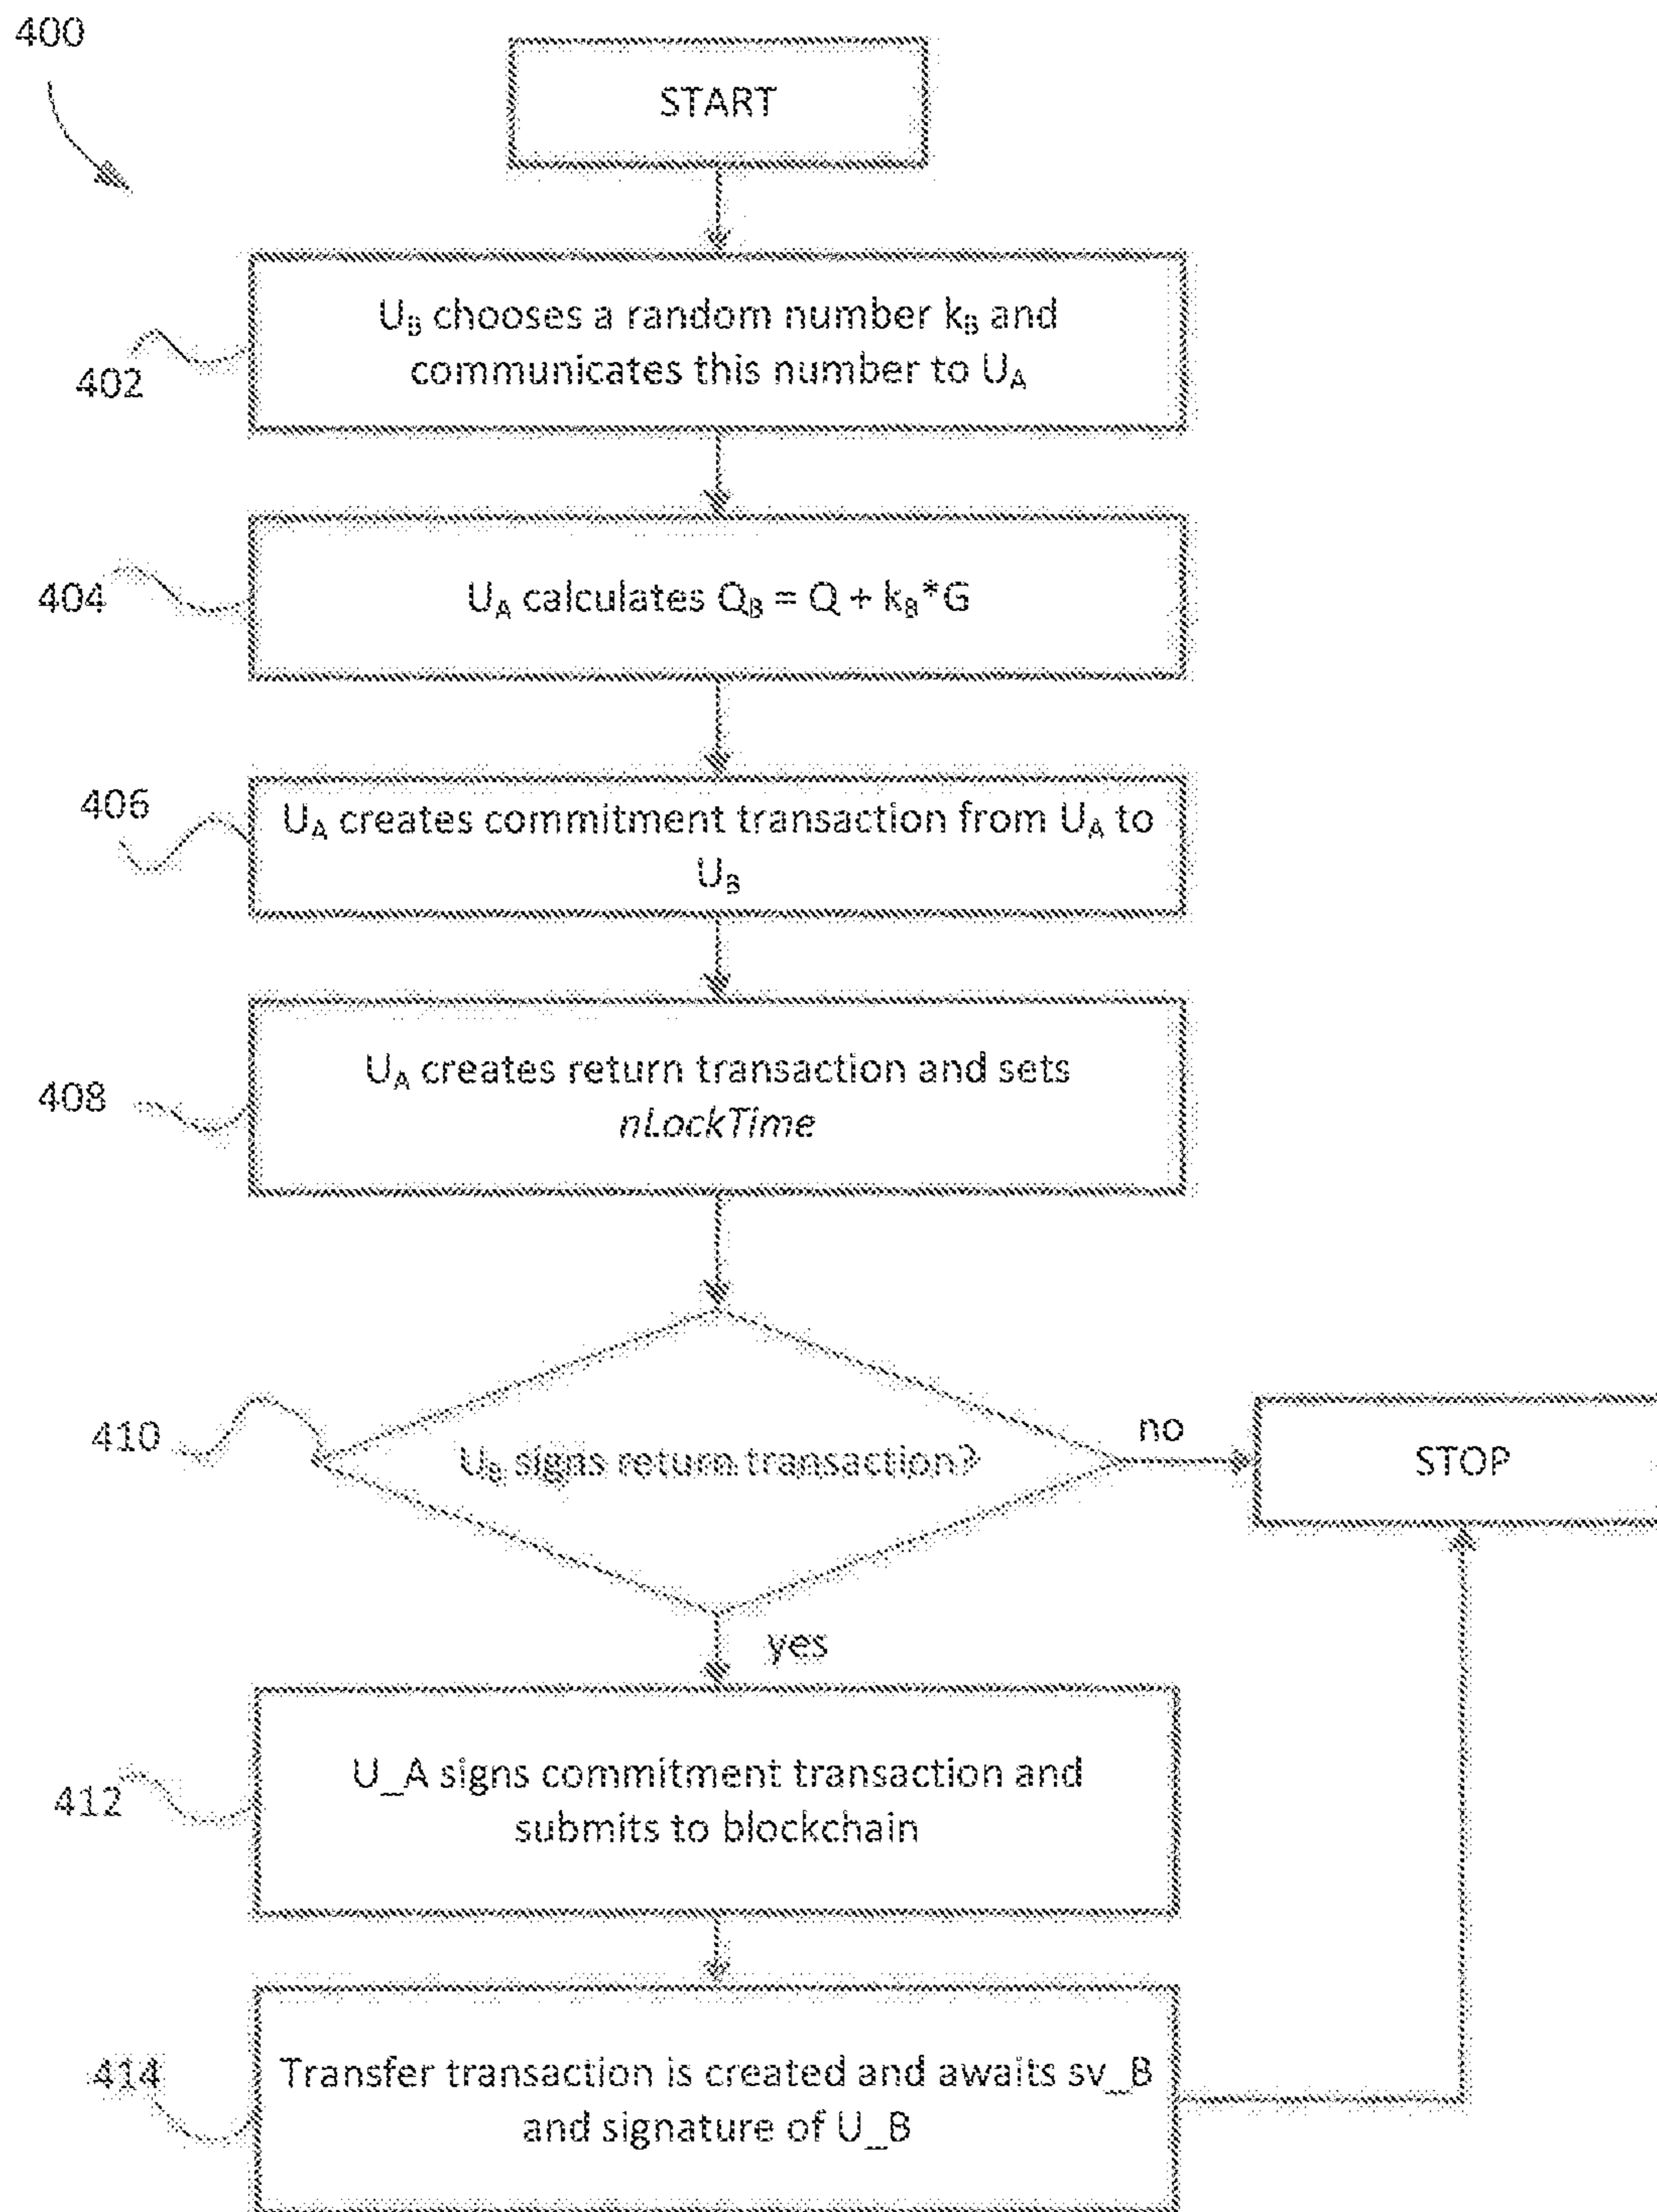 400
START
U_B chooses a random number k_B and
communicates this number to U_A
402
404
U_A calculates Q_B = Q + k_B*G
406
U_A creates commitment transaction from U_A to
U_B
408
U_A creates return transaction and sets
nLockTime
410
U_B signs return transaction?
no
STOP
yes
412
U_A signs commitment transaction and
submits to blockchain
414
Transfer transaction is created and awaits sv_B
and signature of U_B